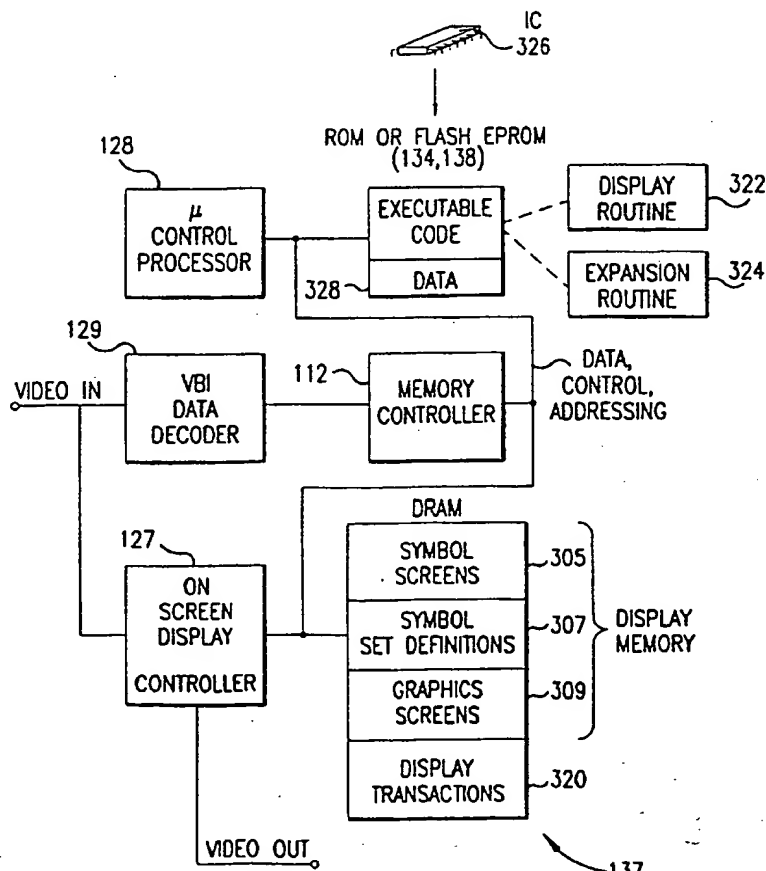 IC
326
ROM OR FLASH EPROM
(134,138)
128
μ
CONTROL
PROCESSOR
EXECUTABLE
CODE
328
DATA
DISPLAY
ROUTINE
322
EXPANSION
ROUTINE
324
129
VIDEO IN
VBI
DATA
DECODER
112
MEMORY
CONTROLLER
DATA,
CONTROL,
ADDRESSING
127
ON
SCREEN
DISPLAY
CONTROLLER
DRAM
SYMBOL
SCREENS
305
SYMBOL
SET DEFINITIONS
307
GRAPHICS
SCREENS
309
DISPLAY
MEMORY
DISPLAY
TRANSACTIONS
320
VIDEO OUT
137